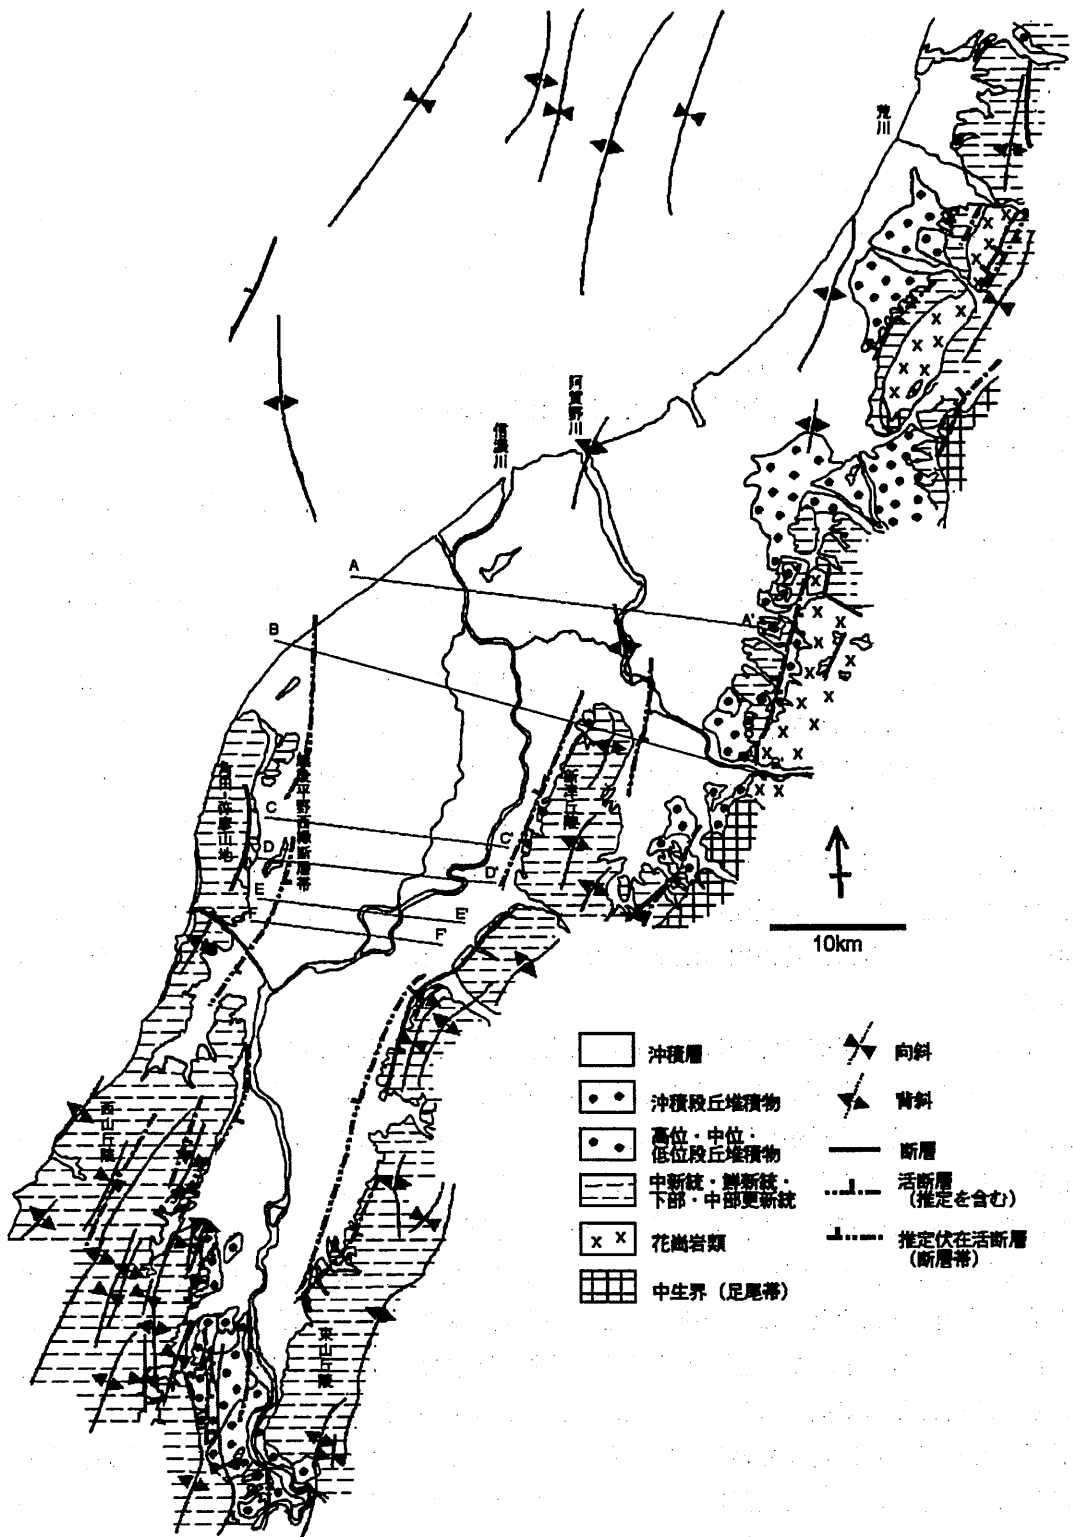 荒川
阿賀野川
信濃川
A
A'
B
B'
角田・弥彦山地
越後平野西縁断層帯
新津丘陵
C
C'
D
D'
E
E'
F
F'
10km
西山丘陵
東山丘陵
沖積層
沖積段丘堆積物
高位・中位・
低位段丘堆積物
中新統・鮮新統・
下部・中部更新統
花崗岩類
中生界（足尾帯）
向斜
背斜
断層
活断層
（推定を含む）
推定伏在活断層
（断層帯）